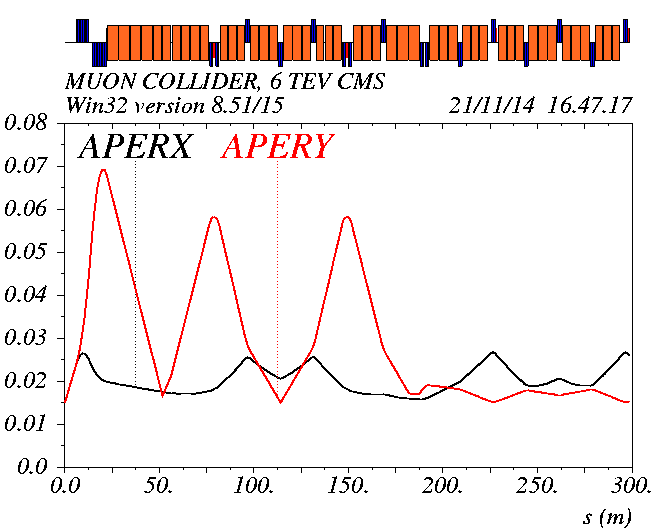 MUON COLLIDER, 6 TEV CMS
Win32 version 8.51/15 21/11/14 16.47.17
APERX APERY
0.08
0.07
0.06
0.05
0.04
0.03
0.02
0.01
0.0
0.0 50. 100. 150. 200. 250. 300.
s (m)